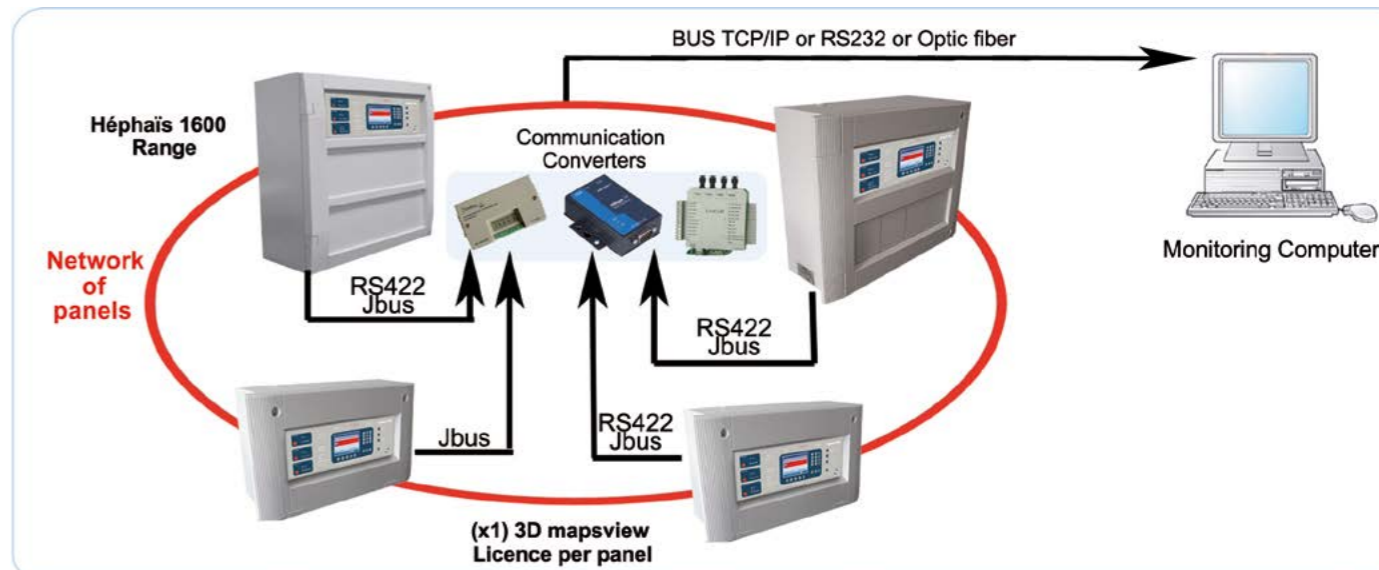 BUS TCP/IP or RS232 or Optic fiber
Héphaïs 1600
Range
Communication
Converters
Network
of
panels
Monitoring Computer
RS422
Jbus
RS422
Jbus
RS422
Jbus
Jbus
(x1) 3D mapsview
Licence per panel